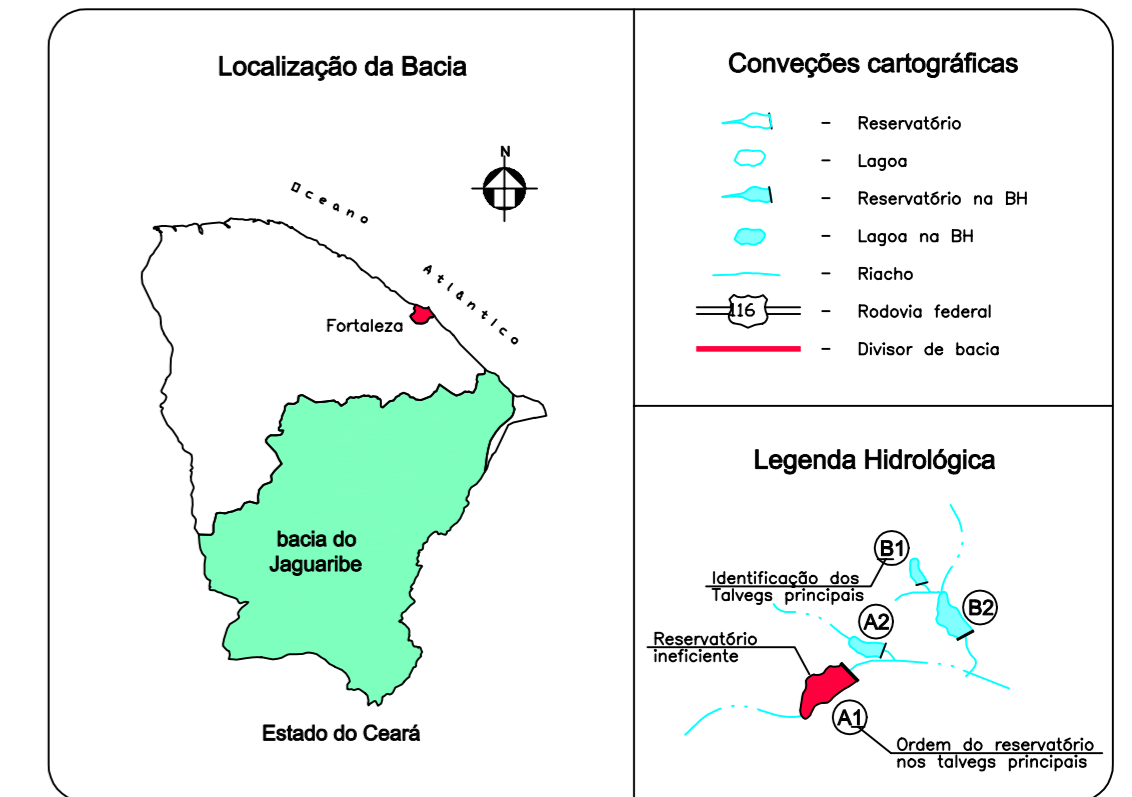 Localização da Bacia
N
Oceano
Atlântico
Fortaleza
bacia do
Jaguaribe
Estado do Ceará
Conveções cartográficas
- Reservatório
- Lagoa
- Reservatório na BH
- Lagoa na BH
- Riacho
116 - Rodovia federal
- Divisor de bacia
Legenda Hidrológica
B1
Identificação dos
Talvegs principais
B2
A2
Reservatório
ineficiente
A1
Ordem do reservatório
nos talvegs principais